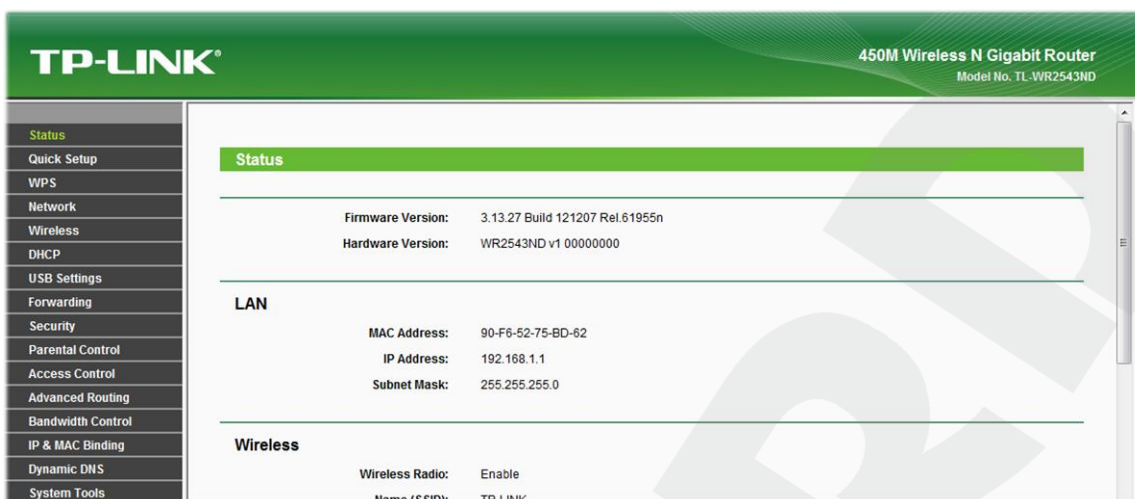 TP-LINK®
450M Wireless N Gigabit Router
Model No. TL-WR2543ND
Status
Quick Setup
WPS
Network
Wireless
DHCP
USB Settings
Forwarding
Security
Parental Control
Access Control
Advanced Routing
Bandwidth Control
IP & MAC Binding
Dynamic DNS
System Tools
Status
Firmware Version: 3.13.27 Build 121207 Rel.61955n
Hardware Version: WR2543ND v1 00000000
LAN
MAC Address: 90-F6-52-75-BD-62
IP Address: 192.168.1.1
Subnet Mask: 255.255.255.0
Wireless
Wireless Radio: Enable
Name (SSID): TP-LINK